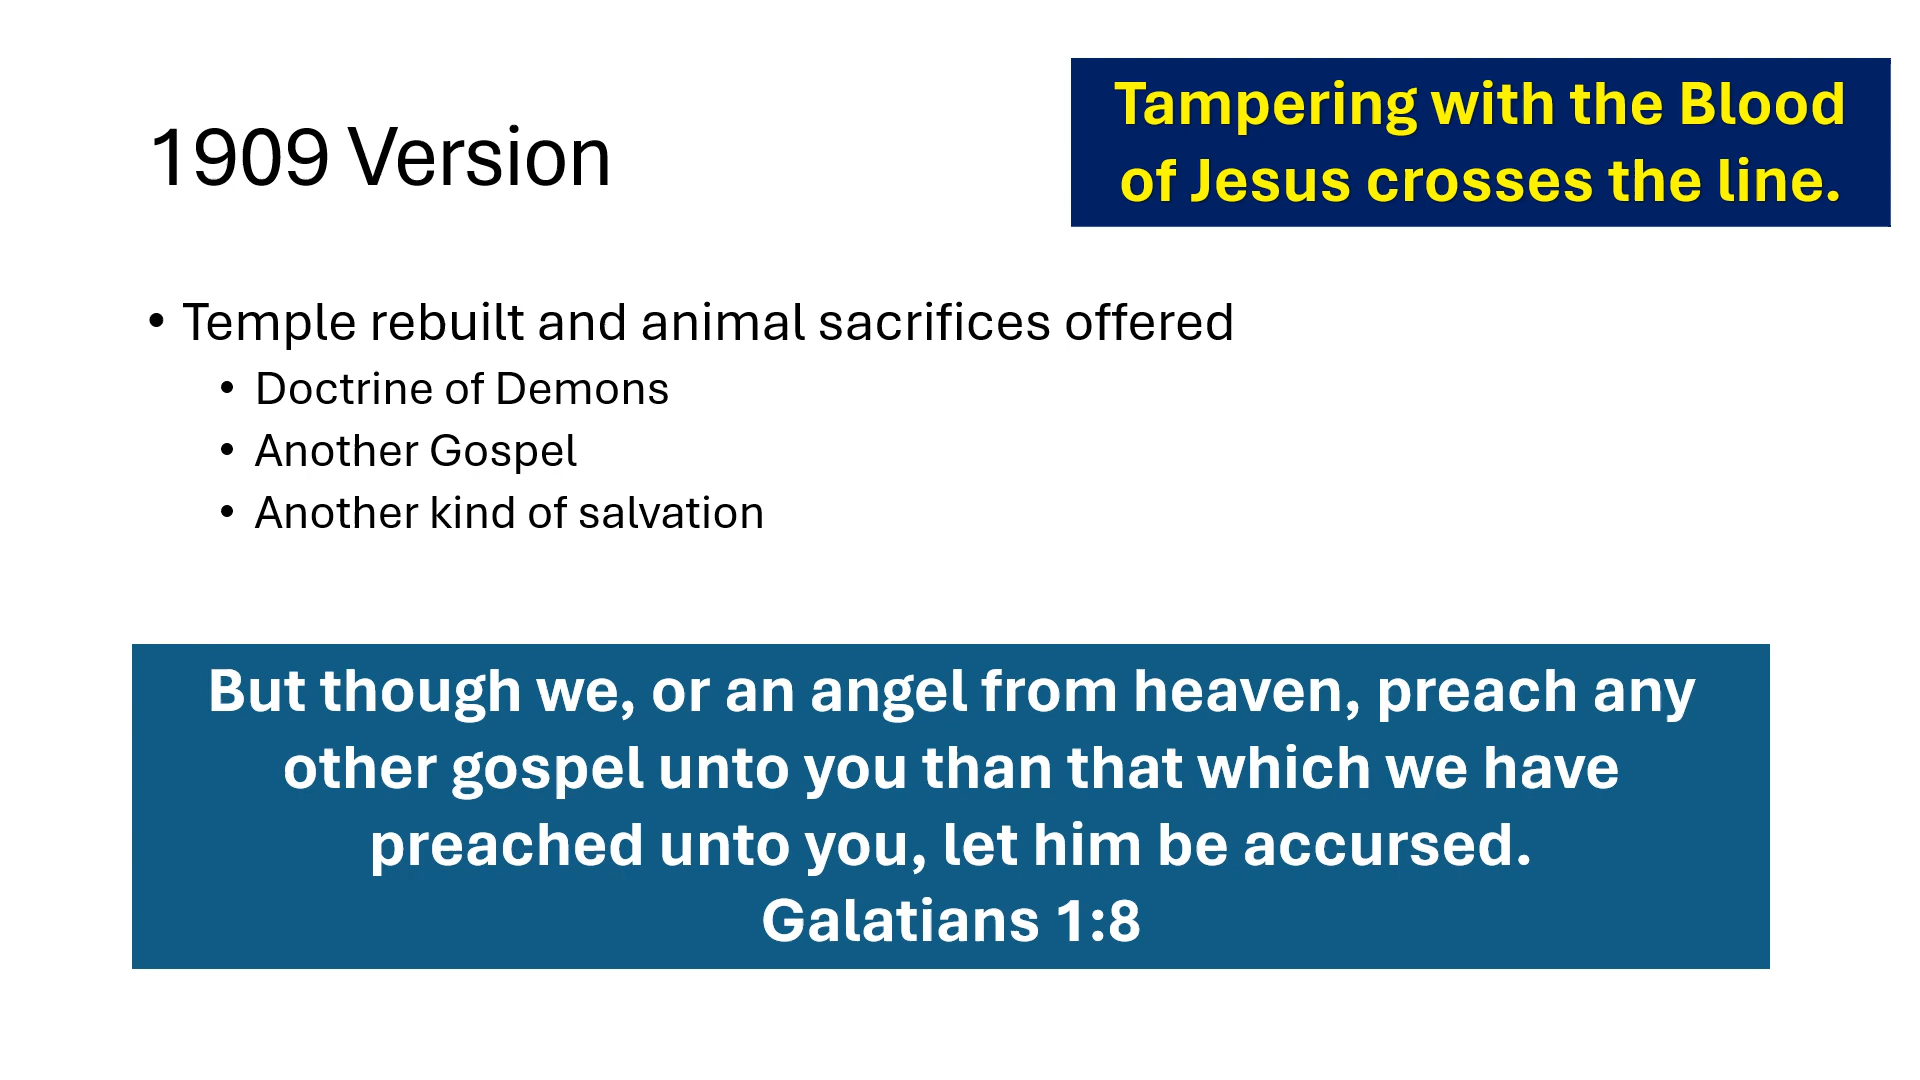 1909 Version
Tampering with the Blood
of Jesus crosses the line.
• Temple rebuilt and animal sacrifices offered
• Doctrine of Demons
• Another Gospel
• Another kind of salvation
But though we, or an angel from heaven, preach any
other gospel unto you than that which we have
preached unto you, let him be accursed.
Galatians 1:8